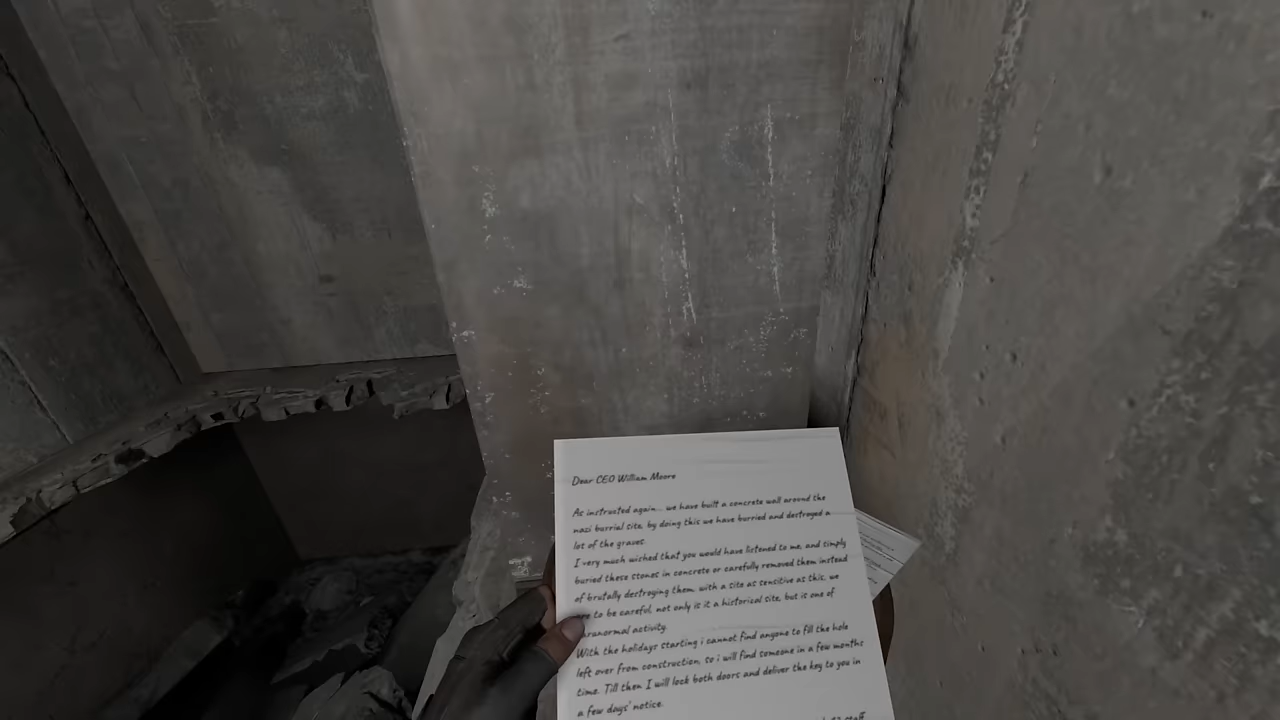 Dear CEO William Moore
As instructed again... we have built a concrete wall around the
nazi burrial site, by doing this we have burried and destroyed a
lot of the graves.
I very much wished that you would have listened to me, and simply
buried these stones in concrete or carefully removed them instead
of brutally destroying them. with a site as sensitive as this, we
to be careful, not only is it a historical site, but is one of
ranormal activity.
With the holidays starting i cannot find anyone to fill the hole
left over from construction, so i will find someone in a few months
time. Till then I will lock both doors and deliver the key to you in
a few days' notice.
staff